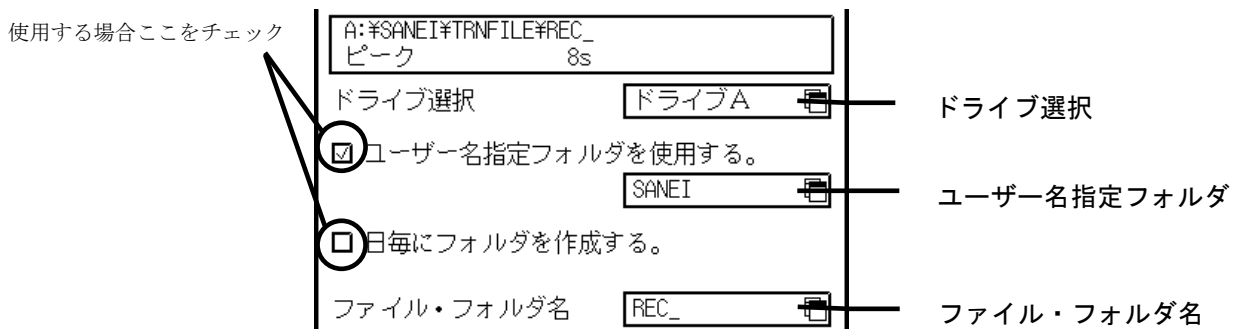 使用する場合ここをチェック
A:¥SANEI¥TRNFILE¥REC_
ピーク 8s
ドライブ選択 ドライブA ドライブ選択
ユーザー名指定フォルダを使用する。
SANEI ユーザー名指定フォルダ
日毎にフォルダを作成する。
ファイル・フォルダ名 REC_ ファイル・フォルダ名